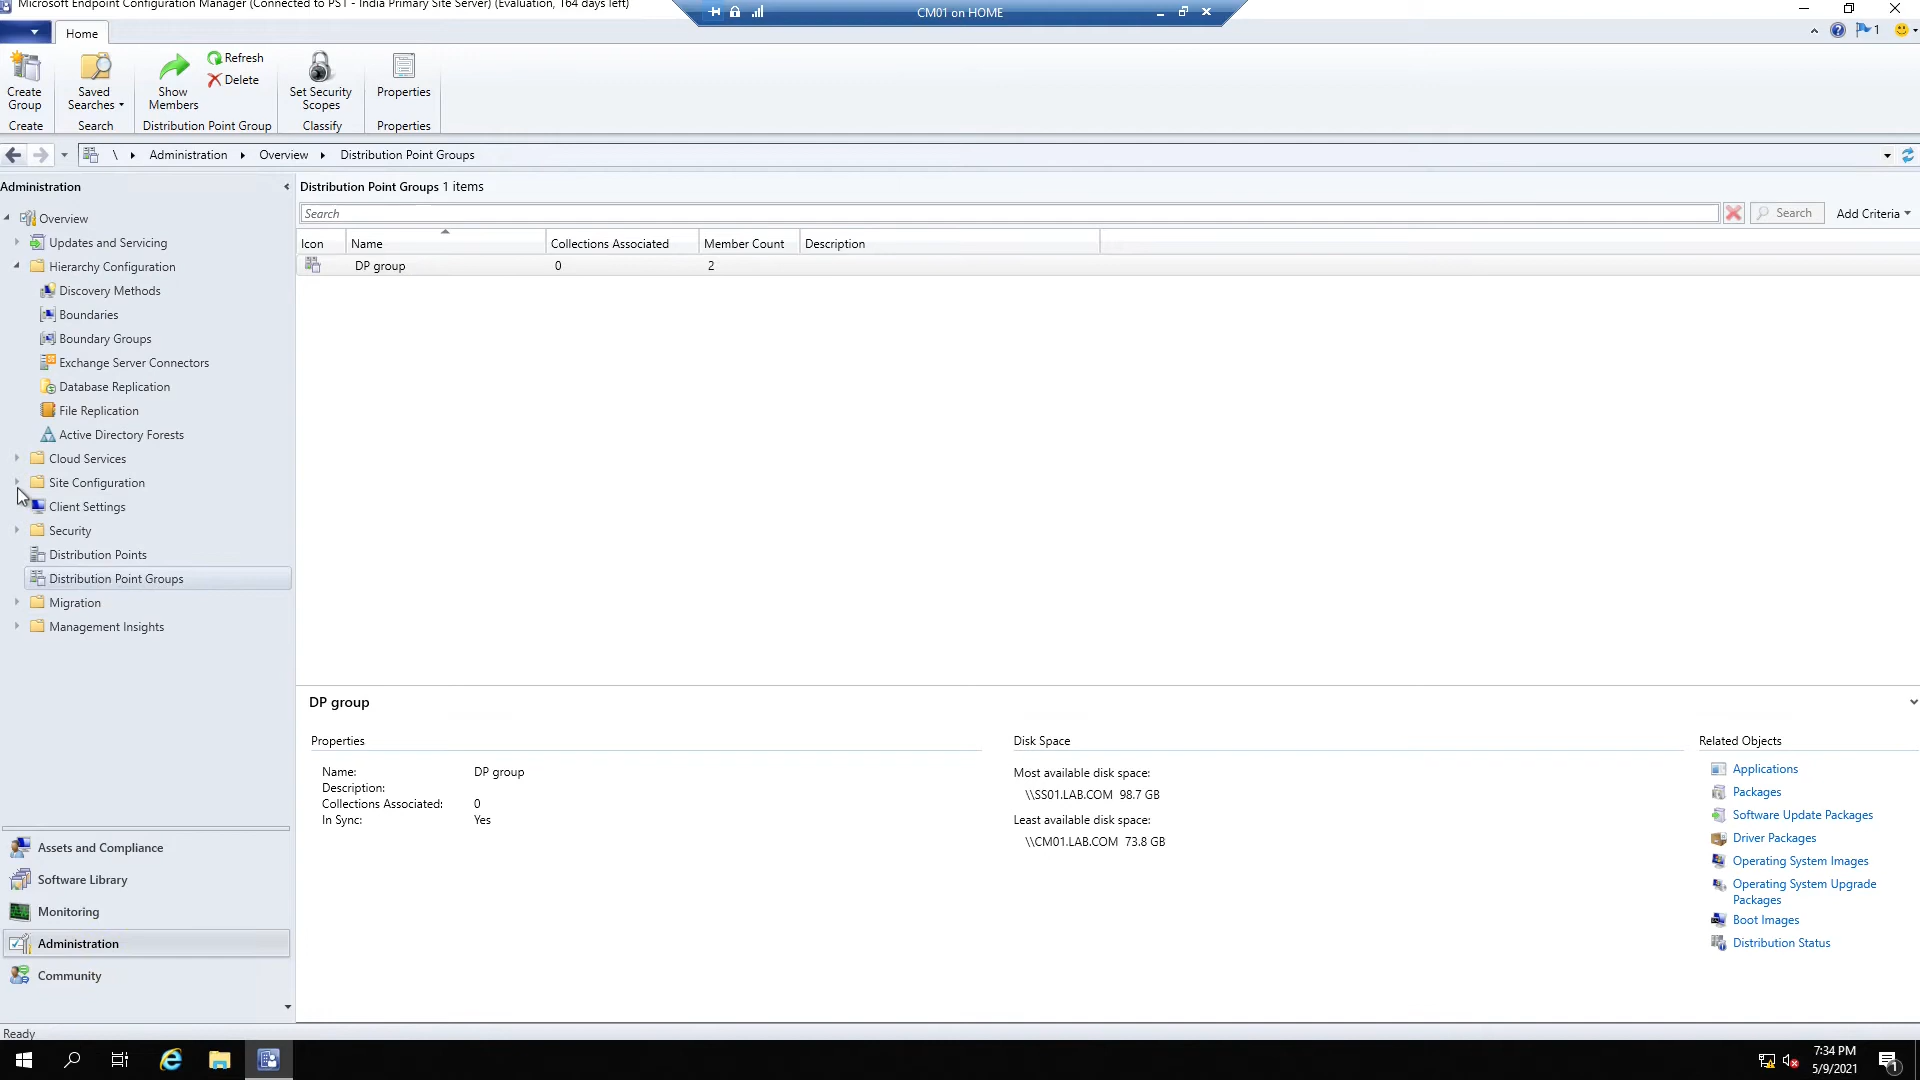 Microsoft Endpoint Configuration Manager (Connected to PST - India Primary Site Server) (Evaluation, 164 days left)
CM01 on HOME
Home
1
Create Group
Saved Searches
Show Members
Refresh
Delete
Set Security Scopes
Properties
Create
Search
Distribution Point Group
Classify
Properties
\ Administration Overview Distribution Point Groups
Administration
Overview
Updates and Servicing
Hierarchy Configuration
Discovery Methods
Boundaries
Boundary Groups
Exchange Server Connectors
Database Replication
File Replication
Active Directory Forests
Cloud Services
Site Configuration
Client Settings
Security
Distribution Points
Distribution Point Groups
Migration
Management Insights
Assets and Compliance
Software Library
Monitoring
Administration
Community
Distribution Point Groups 1 items
Search
Search
Add Criteria
Icon Name Collections Associated Member Count Description
DP group 0 2
DP group
Properties
Name: DP group
Description:
Collections Associated: 0
In Sync: Yes
Disk Space
Most available disk space:
\\SS01.LAB.COM 98.7 GB
Least available disk space:
\\CM01.LAB.COM 73.8 GB
Related Objects
Applications
Packages
Software Update Packages
Driver Packages
Operating System Images
Operating System Upgrade
Packages
Boot Images
Distribution Status
Ready
7:34 PM
5/9/2021
1